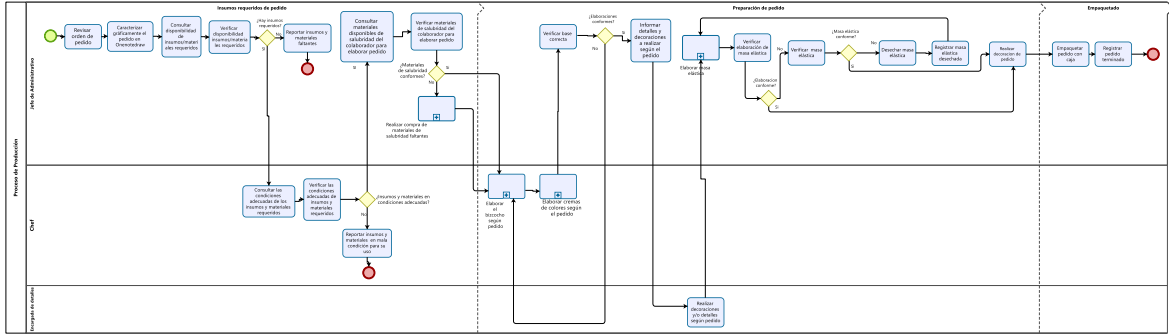 Proceso de Producción
Jefe de Administrativo
Chef
Encargado de detalles
Insumos requeridos de pedido
Preparación de pedido
Empaquetado
Revisar
orden de
pedido
Caracterizar
gráficamente el
pedido en
Consultar
disponibilidad
de
insumos/materi
ales requeridos
Verificar
disponibilidad
insumos/materia
les requeridos
¿Hay insumos
requeridos?
No
Si
Reportar insumos y
materiales
faltantes
Consultar
materiales
disponibles de
salubridad del
colaborador para
elaborar pedido
Verificar materiales
de salubridad del
colaborador para
elaborar pedido
¿Materiales
de salubridad
conformes?
Si
No
Realizar compra de
materiales de
salubridad faltantes
Consultar las
condiciones
adecuadas de los
insumos y materiales
requeridos
Verificar las
condiciones
adecuadas de
insumos y
materiales
requeridos
¿Insumos y materiales en
condiciones adecuadas?
Si
No
Reportar insumos y
materiales en mala
condición para su
uso
Elaborar
el
bizcocho
según
pedido
Elaborar cremas
de colores según
el pedido
Verificar base
correcta
¿Elaboraciones
conformes?
Si
No
Informar
detalles y
decoraciones
a realizar
según el
pedido
Realizar
decoraciones
y/o detalles
según pedido
Elaborar masa
elástica
Verificar
elaboración de
masa elástica
¿Elaboracion
conforme?
No
Si
Verificar masa
elástica
¿Masa elástica
conforme?
No
Si
Desechar masa
elástica
Registrar masa
elástica
desechada
Realizar
decoración de
pedido
Empaquetar
pedido con
caja
Registrar
pedido
terminado